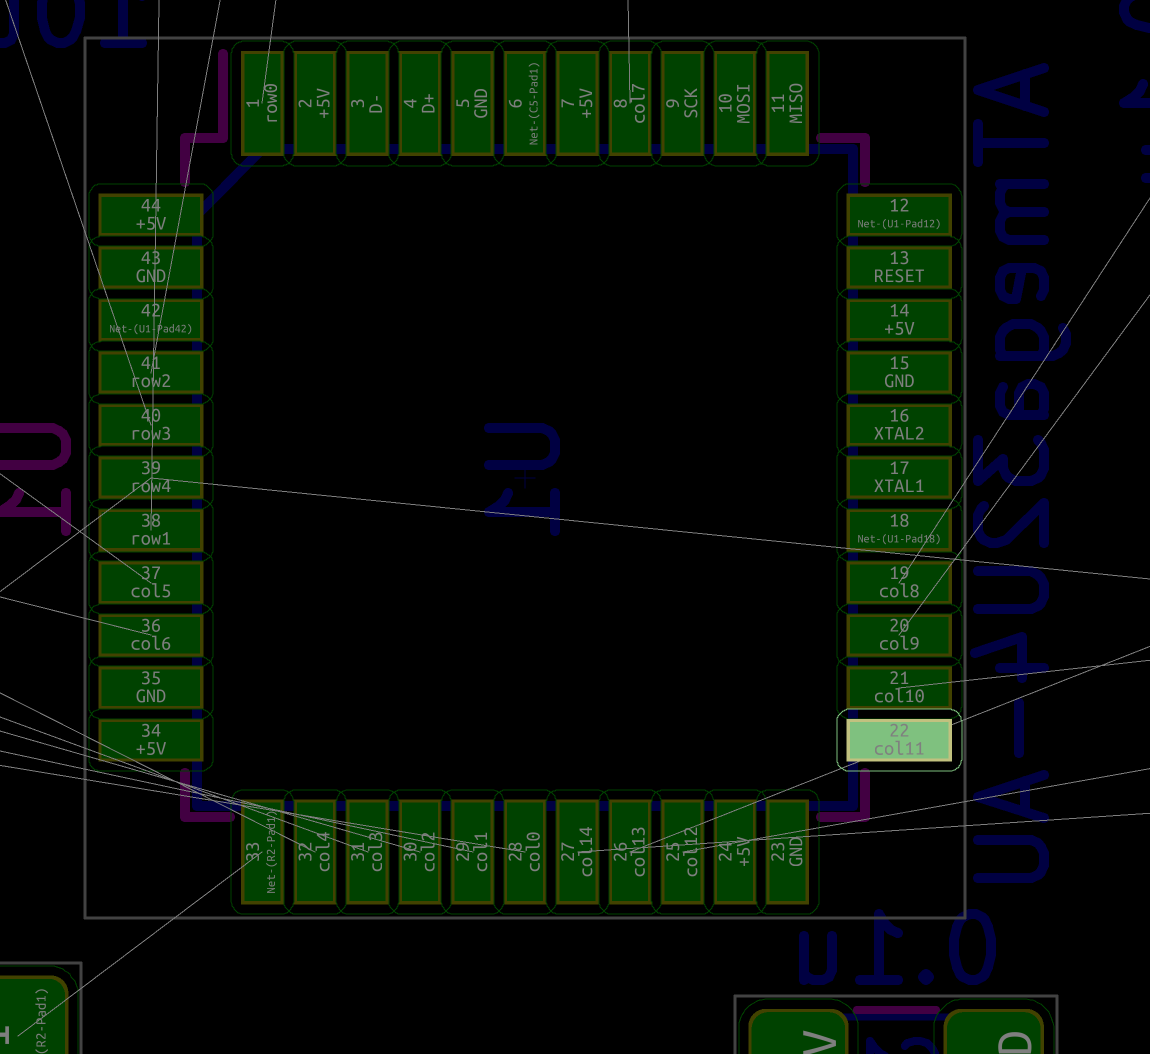 100
1
row0
2
+5V
3
D-
4
D+
5
GND
6
Net-(C5-Pad1)
7
+5V
8
col7
9
SCK
10
MOSI
11
MISO
44
+5V
43
GND
42
Net-(U1-Pad42)
41
row2
40
row3
39
row4
38
row1
37
col5
36
col6
35
GND
34
+5V
12
Net-(U1-Pad12)
13
RESET
14
+5V
15
GND
16
XTAL2
17
XTAL1
18
Net-(U1-Pad18)
19
col8
20
col9
21
col10
22
col11
U1
U1
ATmega32U4-AU
33
Net-(R2-Pad1)
32
col4
31
col3
30
col2
29
col1
28
col0
27
col14
26
col13
25
col12
24
+5V
23
GND
0.1u
(R2-Pad1)
V
D